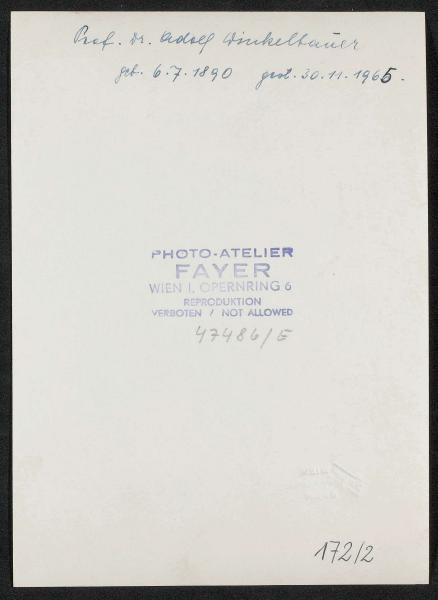 Prof. Dr. Adolf Winkelbauer
geb. 6.7.1890 gest. 30.11.1965.
PHOTO-ATELIER
FAYER
WIEN I, OPERNRING 6
REPRODUKTION
VERBOTEN / NOT ALLOWED
47486/E
172/2